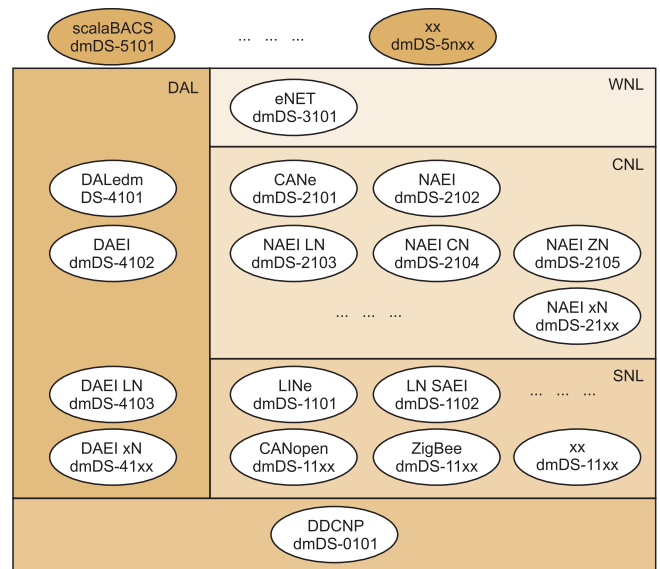 scalaBACS
dmDS-5101
... ... ...
xx
dmDS-5nxx
DAL
WNL
eNET
dmDS-3101
CNL
DALedm
DS-4101
CANe
dmDS-2101
NAEI
dmDS-2102
DAEI
dmDS-4102
NAEI LN
dmDS-2103
NAEI CN
dmDS-2104
NAEI ZN
dmDS-2105
... ... ...
NAEI xN
dmDS-21xx
SNL
DAEI LN
dmDS-4103
LINe
dmDS-1101
LN SAEI
dmDS-1102
... ... ...
DAEI xN
dmDS-41xx
CANopen
dmDS-11xx
ZigBee
dmDS-11xx
xx
dmDS-11xx
DDCNP
dmDS-0101